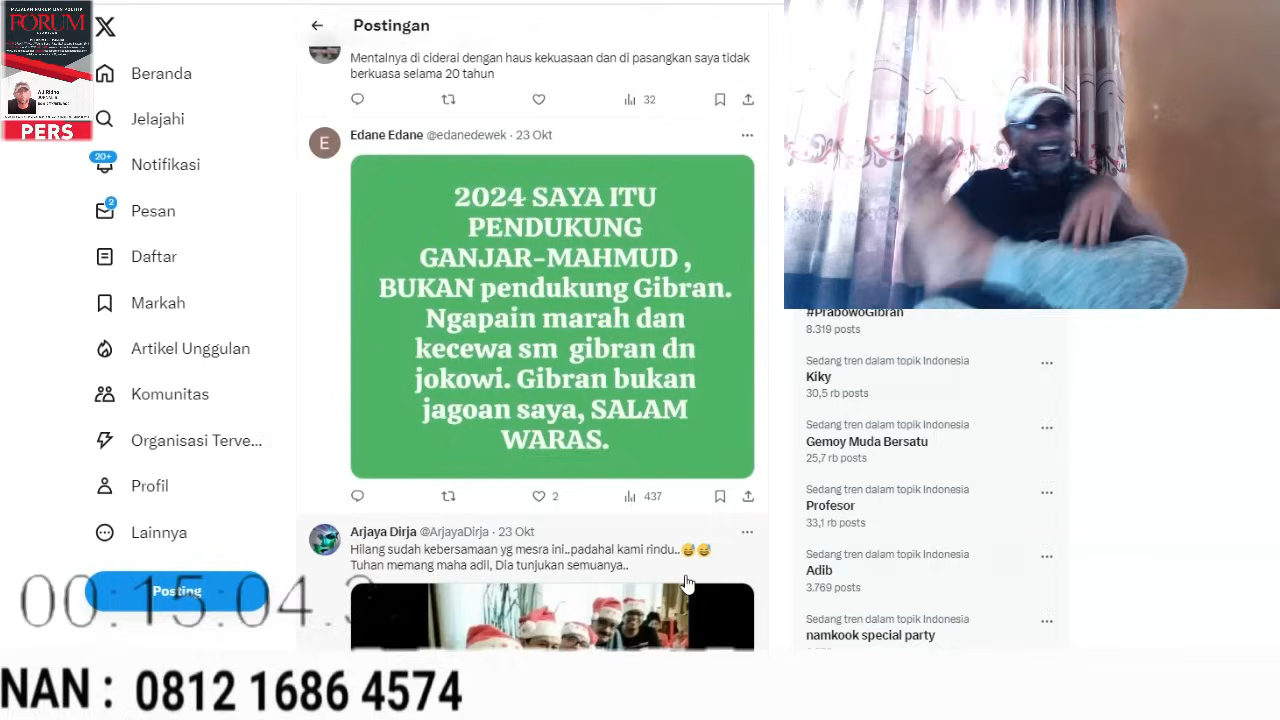 FORUM
PERS
Beranda
Jelajahi
20+
Notifikasi
2
Pesan
Daftar
Markah
Artikel Unggulan
Komunitas
Organisasi Terve...
Profil
Lainnya
Posting
00:15:04.3
Postingan
Mentalnya di ciderai dengan haus kekuasaan dan di pasangkan saya tidak
berkuasa selama 20 tahun
32
Edane Edane @edanedewek · 23 Okt
E
2024 SAYA ITU
PENDUKUNG
GANJAR-MAHMUD ,
BUKAN pendukung Gibran.
Ngapain marah dan
kecewa sm gibran dn
jokowi. Gibran bukan
jagoan saya, SALAM
WARAS.
2
437
Arjaya Dirja @ArjayaDirja · 23 Okt
Hilang sudah kebersamaan yg mesra ini..padahal kami rindu..😅😅
Tuhan memang maha adil, Dia tunjukan semuanya..
#PrabowoGibran
8.319 posts
Sedang tren dalam topik Indonesia
Kiky
30,5 rb posts
Sedang tren dalam topik Indonesia
Gemoy Muda Bersatu
25,7 rb posts
Sedang tren dalam topik Indonesia
Profesor
33,1 rb posts
Sedang tren dalam topik Indonesia
Adib
3.769 posts
Sedang tren dalam topik Indonesia
namkook special party
NAN : 0812 1686 4574